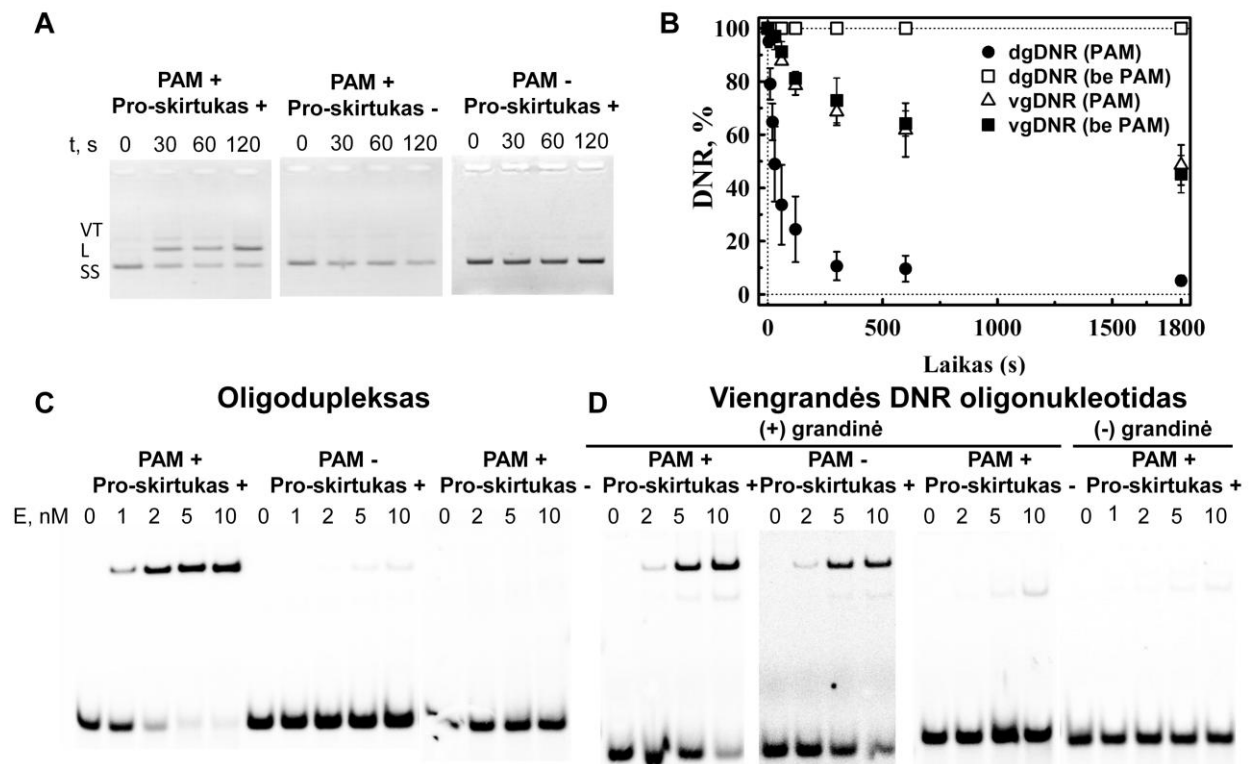 A
PAM +
Pro-skirtukas +
PAM +
Pro-skirtukas -
PAM -
Pro-skirtukas +
t, s
0 30 60 120
0 30 60 120
0 30 60 120
VT
L
SS
B
DNR, %
100
80
60
40
20
0
dgDNR (PAM)
dgDNR (be PAM)
vgDNR (PAM)
vgDNR (be PAM)
0 500 1000 1500 1800
Laikas (s)
C
Oligodupleksas
PAM +
Pro-skirtukas +
PAM -
Pro-skirtukas +
PAM +
Pro-skirtukas -
E, nM
0 1 2 5 10
0 1 2 5 10
0 2 5 10
D
Viengrandės DNR oligonukleotidas
(+) grandinė
(-) grandinė
PAM +
Pro-skirtukas +
PAM -
Pro-skirtukas +
PAM +
Pro-skirtukas -
PAM +
Pro-skirtukas +
0 2 5 10
0 2 5 10
0 2 5 10
0 1 2 5 10